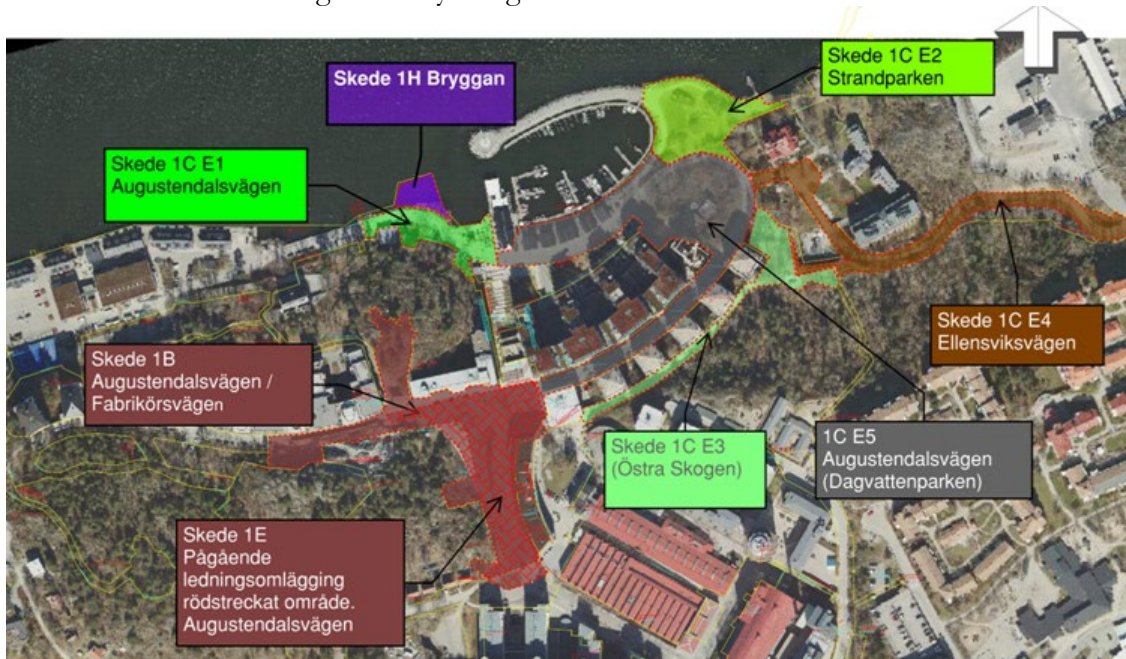 Skede 1C E2
Strandparken
Skede 1H Bryggan
Skede 1C E1
Augustendalsvägen
Skede 1C E4
Ellensviksvägen
Skede 1B
Augustendalsvägen /
Fabrikörsvägen
Skede 1C E3
(Östra Skogen)
1C E5
Augustendalsvägen
(Dagvattenparken)
Skede 1E
Pågående
ledningsomlägging
rödstreckat område.
Augustendalsvägen